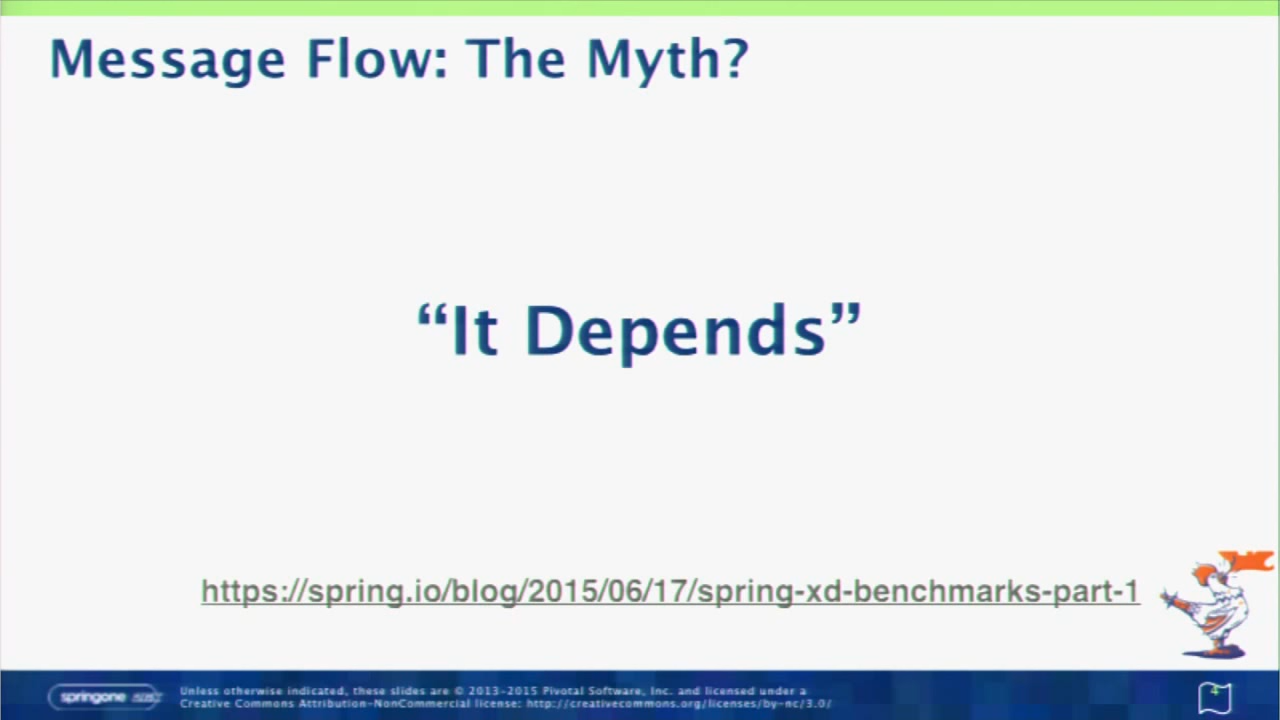 Message Flow: The Myth?
“It Depends”
https://spring.io/blog/2015/06/17/spring-xd-benchmarks-part-1
springone
Unless otherwise indicated, these slides are © 2013-2015 Pivotal Software, Inc. and licensed under a
Creative Commons Attribution-NonCommercial license: http://creativecommons.org/licenses/by-nc/3.0/